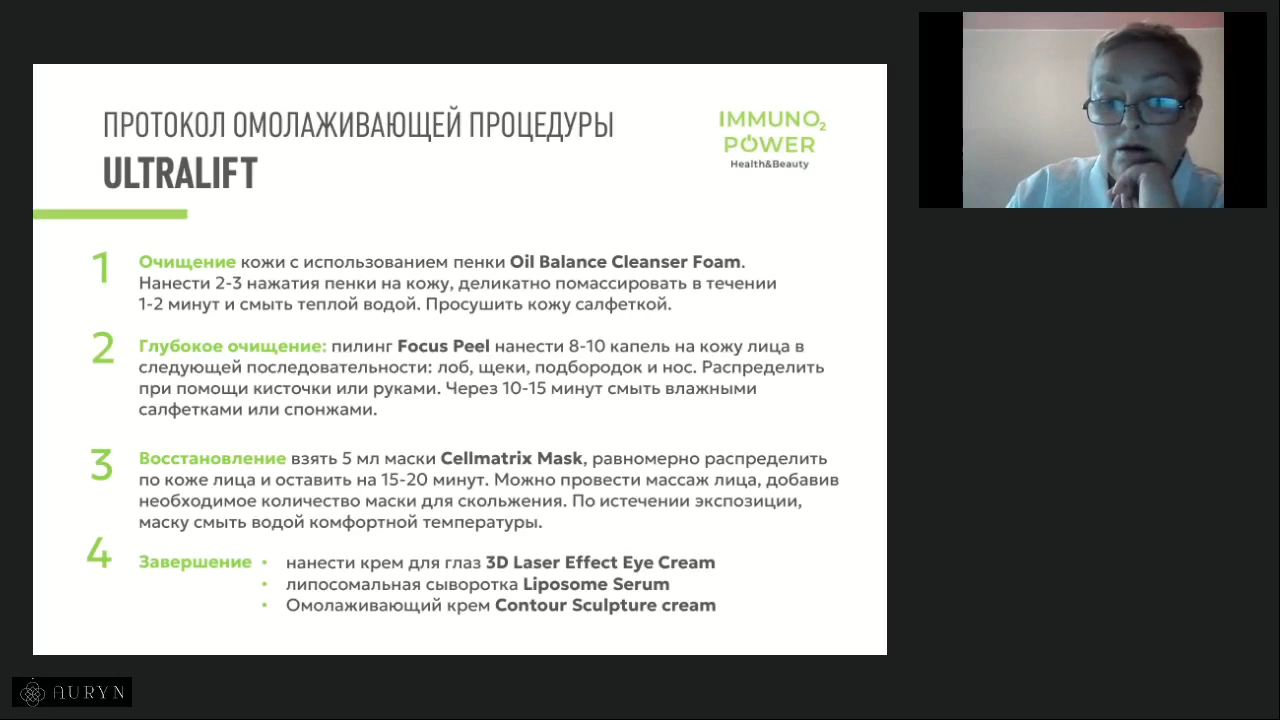 ПРОТОКОЛ ОМОЛАЖИВАЮЩЕЙ ПРОЦЕДУРЫ
ULTRALIFT
IMMUNO2
POWER
Health&Beauty
1
Очищение кожи с использованием пенки Oil Balance Cleanser Foam.
Нанести 2-3 нажатия пенки на кожу, деликатно помассировать в течении
1-2 минут и смыть теплой водой. Просушить кожу салфеткой.
2
Глубокое очищение: пилинг Focus Peel нанести 8-10 капель на кожу лица в
следующей последовательности: лоб, щеки, подбородок и нос. Распределить
при помощи кисточки или руками. Через 10-15 минут смыть влажными
салфетками или спонжами.
3
Восстановление взять 5 мл маски Cellmatrix Mask, равномерно распределить
по коже лица и оставить на 15-20 минут. Можно провести массаж лица, добавив
необходимое количество маски для скольжения. По истечении экспозиции,
маску смыть водой комфортной температуры.
4
Завершение • нанести крем для глаз 3D Laser Effect Eye Cream
• липосомальная сыворотка Liposome Serum
• Омолаживающий крем Contour Sculpture cream
AURYN